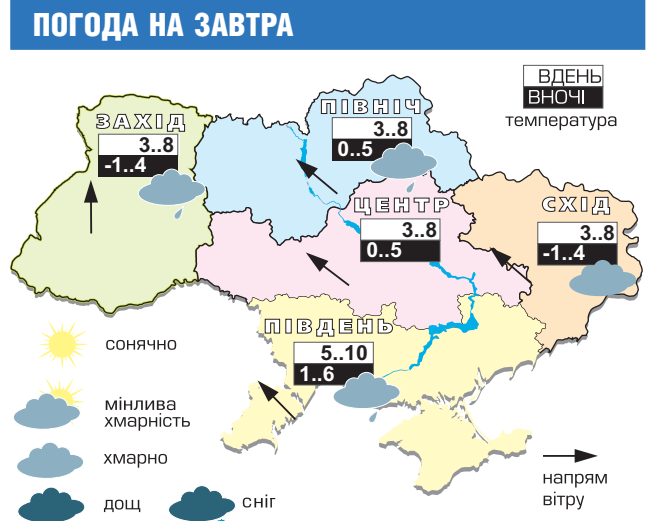 ПОГОДА НА ЗАВТРА
ВДЕНЬ
ВНОЧІ
температура
ЗАХІД
3..8
-1..4
ПІВНІЧ
3..8
0..5
ЦЕНТР
3..8
0..5
СХІД
3..8
-1..4
ПІВДЕНЬ
5..10
1..6
сонячно
мінлива
хмарність
хмарно
дощ
сніг
напрям
вітру